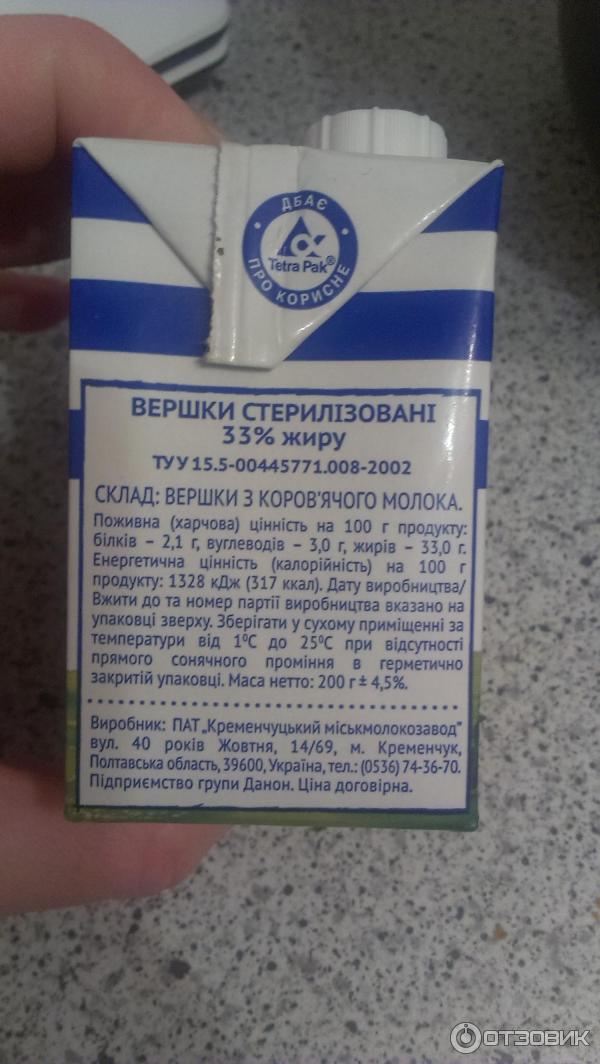 ДБАЄ
Tetra Pak®
ПРО КОРИСНЕ
ВЕРШКИ СТЕРИЛІЗОВАНІ
33% жиру
ТУ У 15.5-00445771.008-2002
СКЛАД: ВЕРШКИ З КОРОВ'ЯЧОГО МОЛОКА.
Поживна (харчова) цінність на 100 г продукту:
білків – 2,1 г, вуглеводів – 3,0 г, жирів – 33,0 г.
Енергетична цінність (калорійність) на 100 г
продукту: 1328 кДж (317 ккал). Дату виробництва/
Вжити до та номер партії виробництва вказано на
упаковці зверху. Зберігати у сухому приміщенні за
температури від 1⁰С до 25⁰С при відсутності
прямого сонячного проміння в герметично
закритій упаковці. Маса нетто: 200 г ± 4,5%.
Виробник: ПАТ „Кременчуцький міськмолокозавод"
вул. 40 років Жовтня, 14/69, м. Кременчук,
Полтавська область, 39600, Україна, тел.: (0536) 74-36-70.
Підприємство групи Данон. Ціна договірна.
ОТЗОВИК